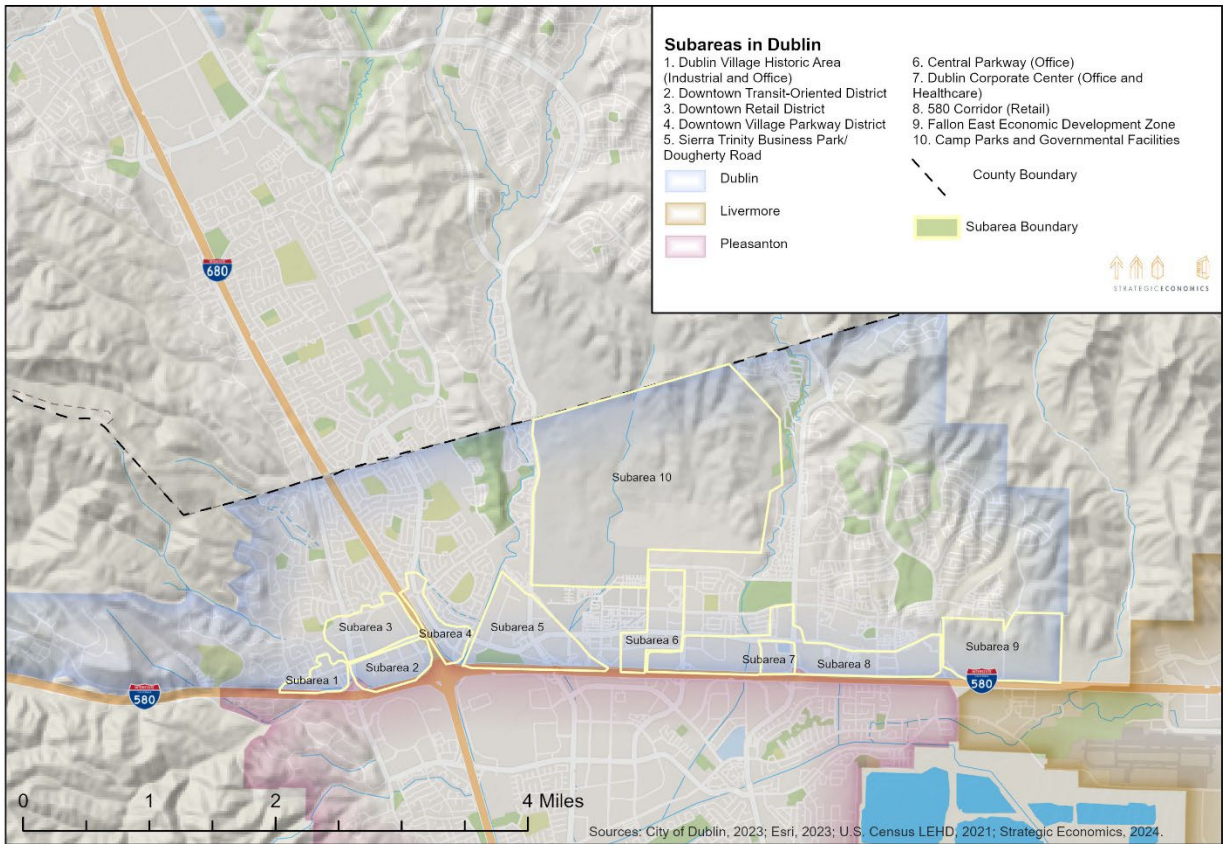 Subareas in Dublin
1. Dublin Village Historic Area
(Industrial and Office)
2. Downtown Transit-Oriented District
3. Downtown Retail District
4. Downtown Village Parkway District
5. Sierra Trinity Business Park/
Dougherty Road
6. Central Parkway (Office)
7. Dublin Corporate Center (Office and
Healthcare)
8. 580 Corridor (Retail)
9. Fallon East Economic Development Zone
10. Camp Parks and Governmental Facilities
Dublin
Livermore
Pleasanton
County Boundary
Subarea Boundary
STRATEGICECONOMICS
680
Subarea 10
Subarea 3
Subarea 4
Subarea 5
Subarea 6
Subarea 9
Subarea 1
Subarea 2
Subarea 7
Subarea 8
580
580
0 1 2 4 Miles
Sources: City of Dublin, 2023; Esri, 2023; U.S. Census LEHD, 2021; Strategic Economics, 2024.